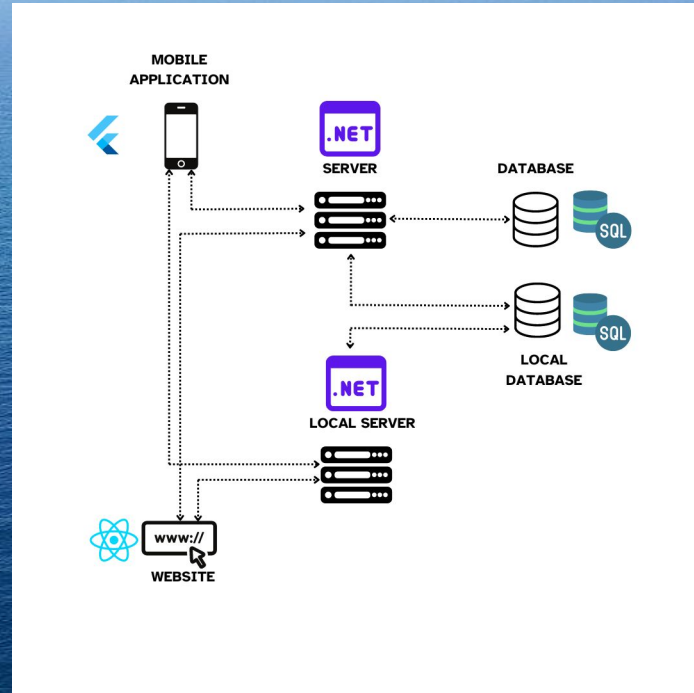 MOBILE
APPLICATION
.NET
SERVER
DATABASE
SQL
SQL
LOCAL
DATABASE
.NET
LOCAL SERVER
www://
WEBSITE